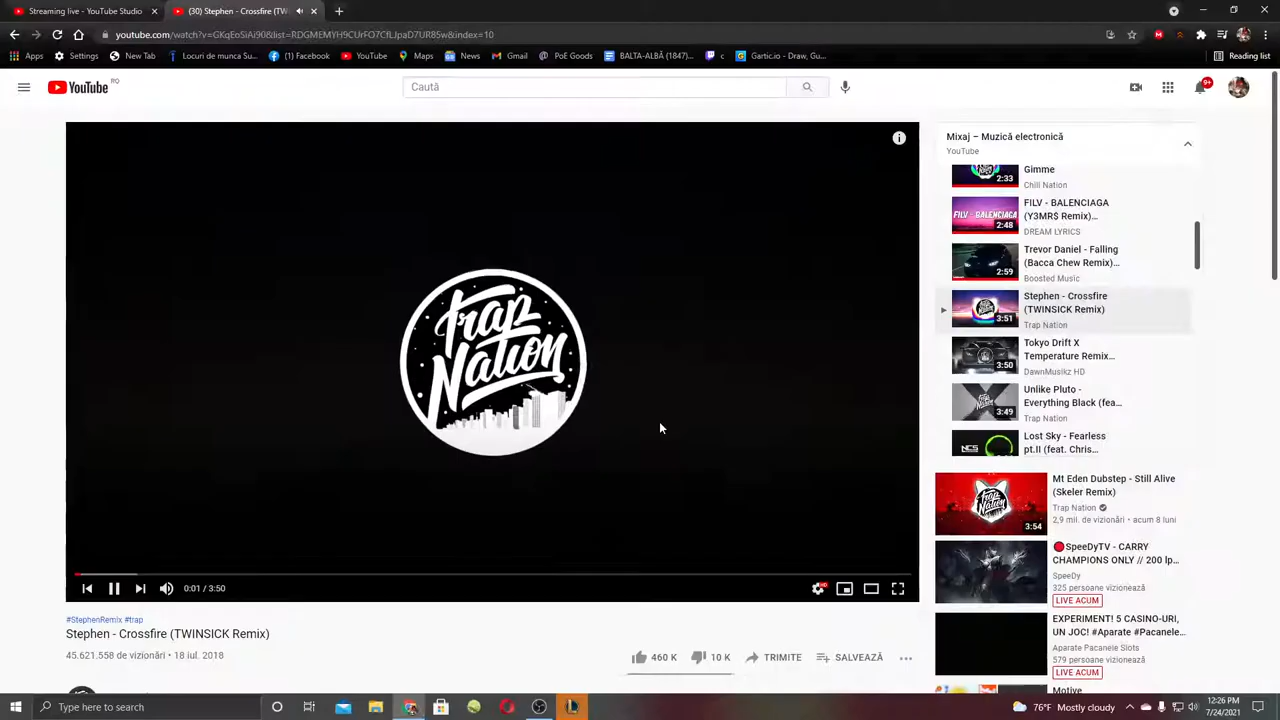 Streaming live - YouTube Studio
(30) Stephen - Crossfire (TW
youtube.com/watch?v=GKqEoSiAi90&list=RDGMEMYH9CUrFO7CfLJpaD7UR85w&index=10
Apps
Settings
New Tab
Locuri de munca Su...
(1) Facebook
YouTube
Maps
News
Gmail
PoE Goods
BALTA-ALBĂ (1847)...
c
Gartic.io - Draw, Gu...
Reading list
YouTube RO
Caută
9+
Trap
Nation
0:01 / 3:50
HD
#StephenRemix #trap
Stephen - Crossfire (TWINSICK Remix)
45.621.558 de vizionări • 18 iul. 2018
460 K
10 K
TRIMITE
SALVEAZĂ
Mixaj – Muzică electronică
YouTube
Gimme
2:33
Chill Nation
FILV - BALENCIAGA
FILV - BALENCIAGA
(Y3MR$ Remix)...
2:48
DREAM LYRICS
Trevor Daniel - Falling
(Bacca Chew Remix)...
2:59
Boosted Music
Stephen - Crossfire
(TWINSICK Remix)
3:51
Trap Nation
Tokyo Drift X
Temperature Remix...
3:50
DawnMusikz HD
Unlike Pluto -
Everything Black (fea...
3:49
Trap Nation
Lost Sky - Fearless
pt.II (feat. Chris...
NCS
Mt Eden Dubstep - Still Alive
(Skeler Remix)
Trap Nation
2,9 mil. de vizionări • acum 8 luni
Trap
Nation
3:54
SpeeDyTV - CARRY
CHAMPIONS ONLY // 200 lp...
SpeeDy
325 persoane vizionează
LIVE ACUM
EXPERIMENT! 5 CASINO-URI,
UN JOC! #Aparate #Pacanele...
Aparate Pacanele Slots
579 persoane vizionează
LIVE ACUM
Motive
Type here to search
76°F Mostly cloudy
12:26 PM
7/24/2021